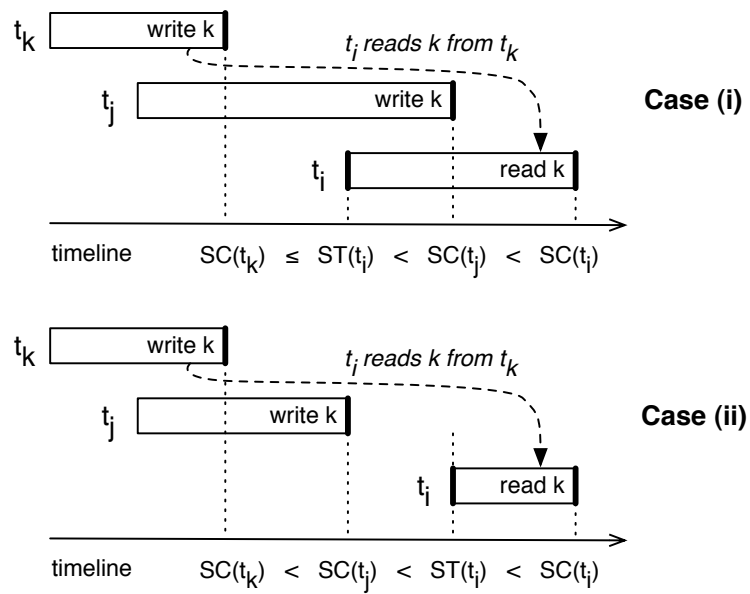 t_k write k
t_i reads k from t_k
t_j write k
Case (i)
t_i read k
timeline SC(t_k) ≤ ST(t_i) < SC(t_j) < SC(t_i)
t_k write k
t_i reads k from t_k
t_j write k
Case (ii)
t_i read k
timeline SC(t_k) < SC(t_j) < ST(t_i) < SC(t_i)